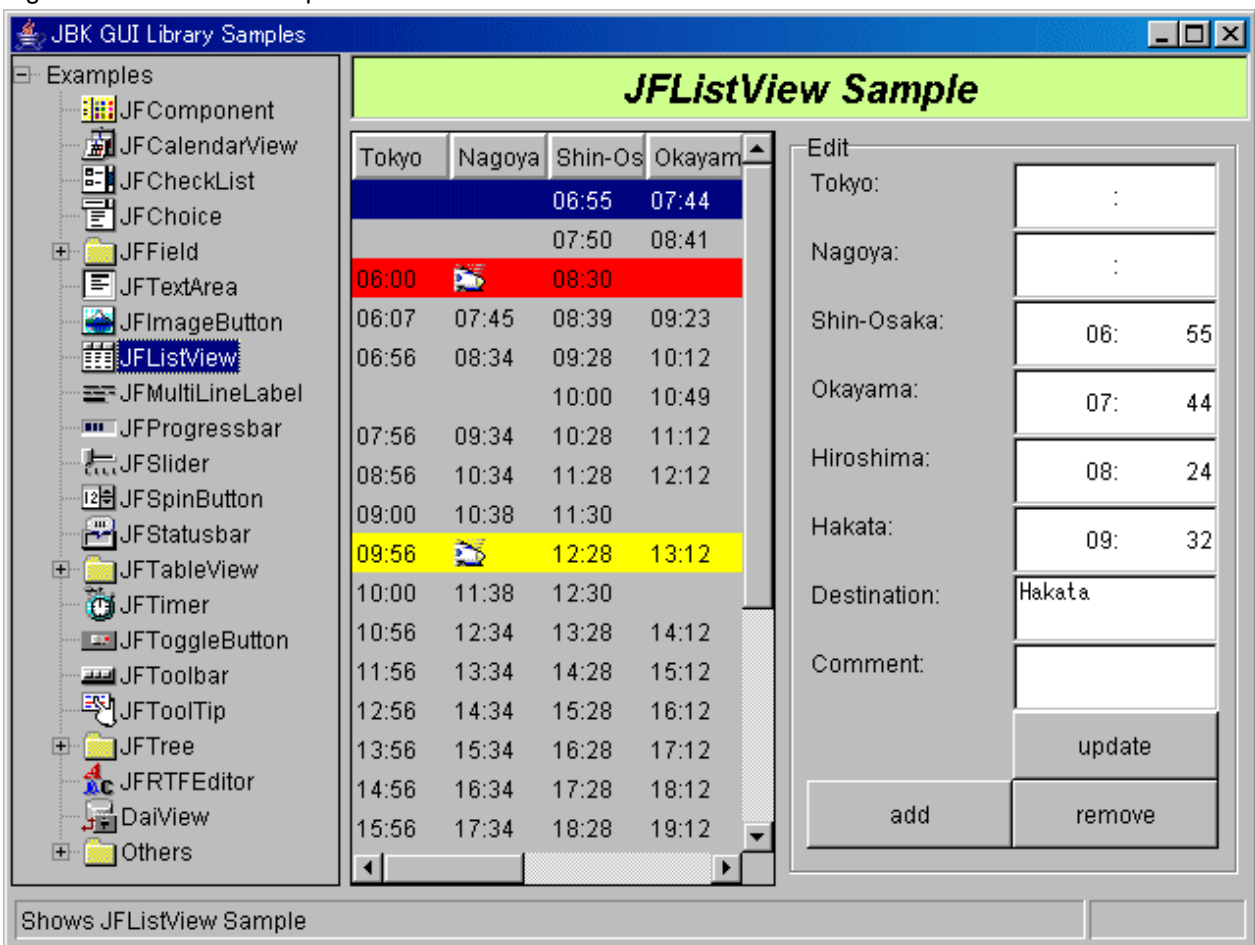 JBK GUI Library Samples
Examples
JFComponent
JFCalendarView
JFCheckList
JFChoice
JFField
JFTextArea
JFImageButton
JFListView
JFMultiLineLabel
JFProgressbar
JFSlider
JFSpinButton
JFStatusbar
JFTableView
JFTimer
JFToggleButton
JFToolbar
JFToolTip
JFTree
JFRTFEditor
DaiView
Others
JFListView Sample
Tokyo Nagoya Shin-Os Okayam
06:55 07:44
07:50 08:41
06:00 08:30
06:07 07:45 08:39 09:23
06:56 08:34 09:28 10:12
10:00 10:49
07:56 09:34 10:28 11:12
08:56 10:34 11:28 12:12
09:00 10:38 11:30
09:56 12:28 13:12
10:00 11:38 12:30
10:56 12:34 13:28 14:12
11:56 13:34 14:28 15:12
12:56 14:34 15:28 16:12
13:56 15:34 16:28 17:12
14:56 16:34 17:28 18:12
15:56 17:34 18:28 19:12
Edit
Tokyo: :
Nagoya: :
Shin-Osaka: 06: 55
Okayama: 07: 44
Hiroshima: 08: 24
Hakata: 09: 32
Destination: Hakata
Comment:
update
add remove
Shows JFListView Sample